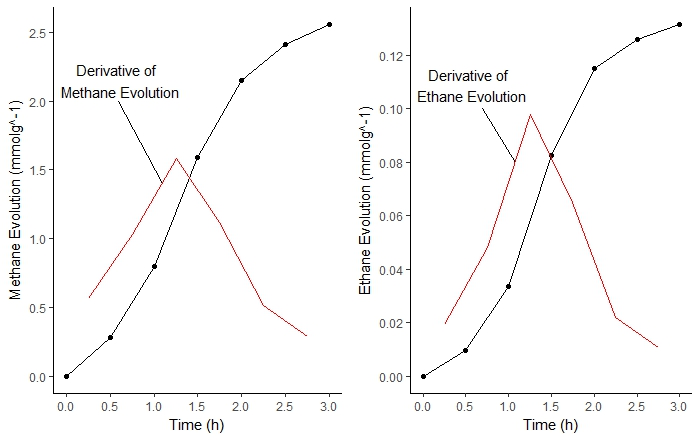 Methane Evolution (mmolg^-1)
2.5
2.0
1.5
1.0
0.5
0.0
Derivative of
Methane Evolution
0.0 0.5 1.0 1.5 2.0 2.5 3.0
Time (h)
Ethane Evolution (mmolg^-1)
0.12
0.10
0.08
0.06
0.04
0.02
0.00
Derivative of
Ethane Evolution
0.0 0.5 1.0 1.5 2.0 2.5 3.0
Time (h)